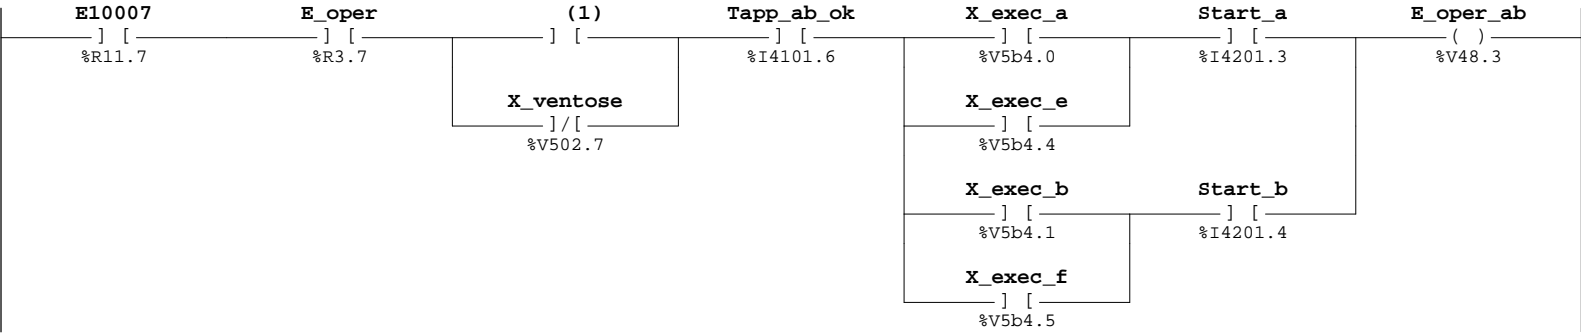 E10007 E_oper (1) Tapp_ab_ok X_exec_a Start_a E_oper_ab
] [ ] [ ] [ ] [ ] [ ] [ ( )
%R11.7 %R3.7 %I4101.6 %V5b4.0 %I4201.3 %V48.3
X_ventose X_exec_e
]/[ ] [
%V502.7 %V5b4.4
X_exec_b Start_b
] [ ] [
%V5b4.1 %I4201.4
X_exec_f
] [
%V5b4.5